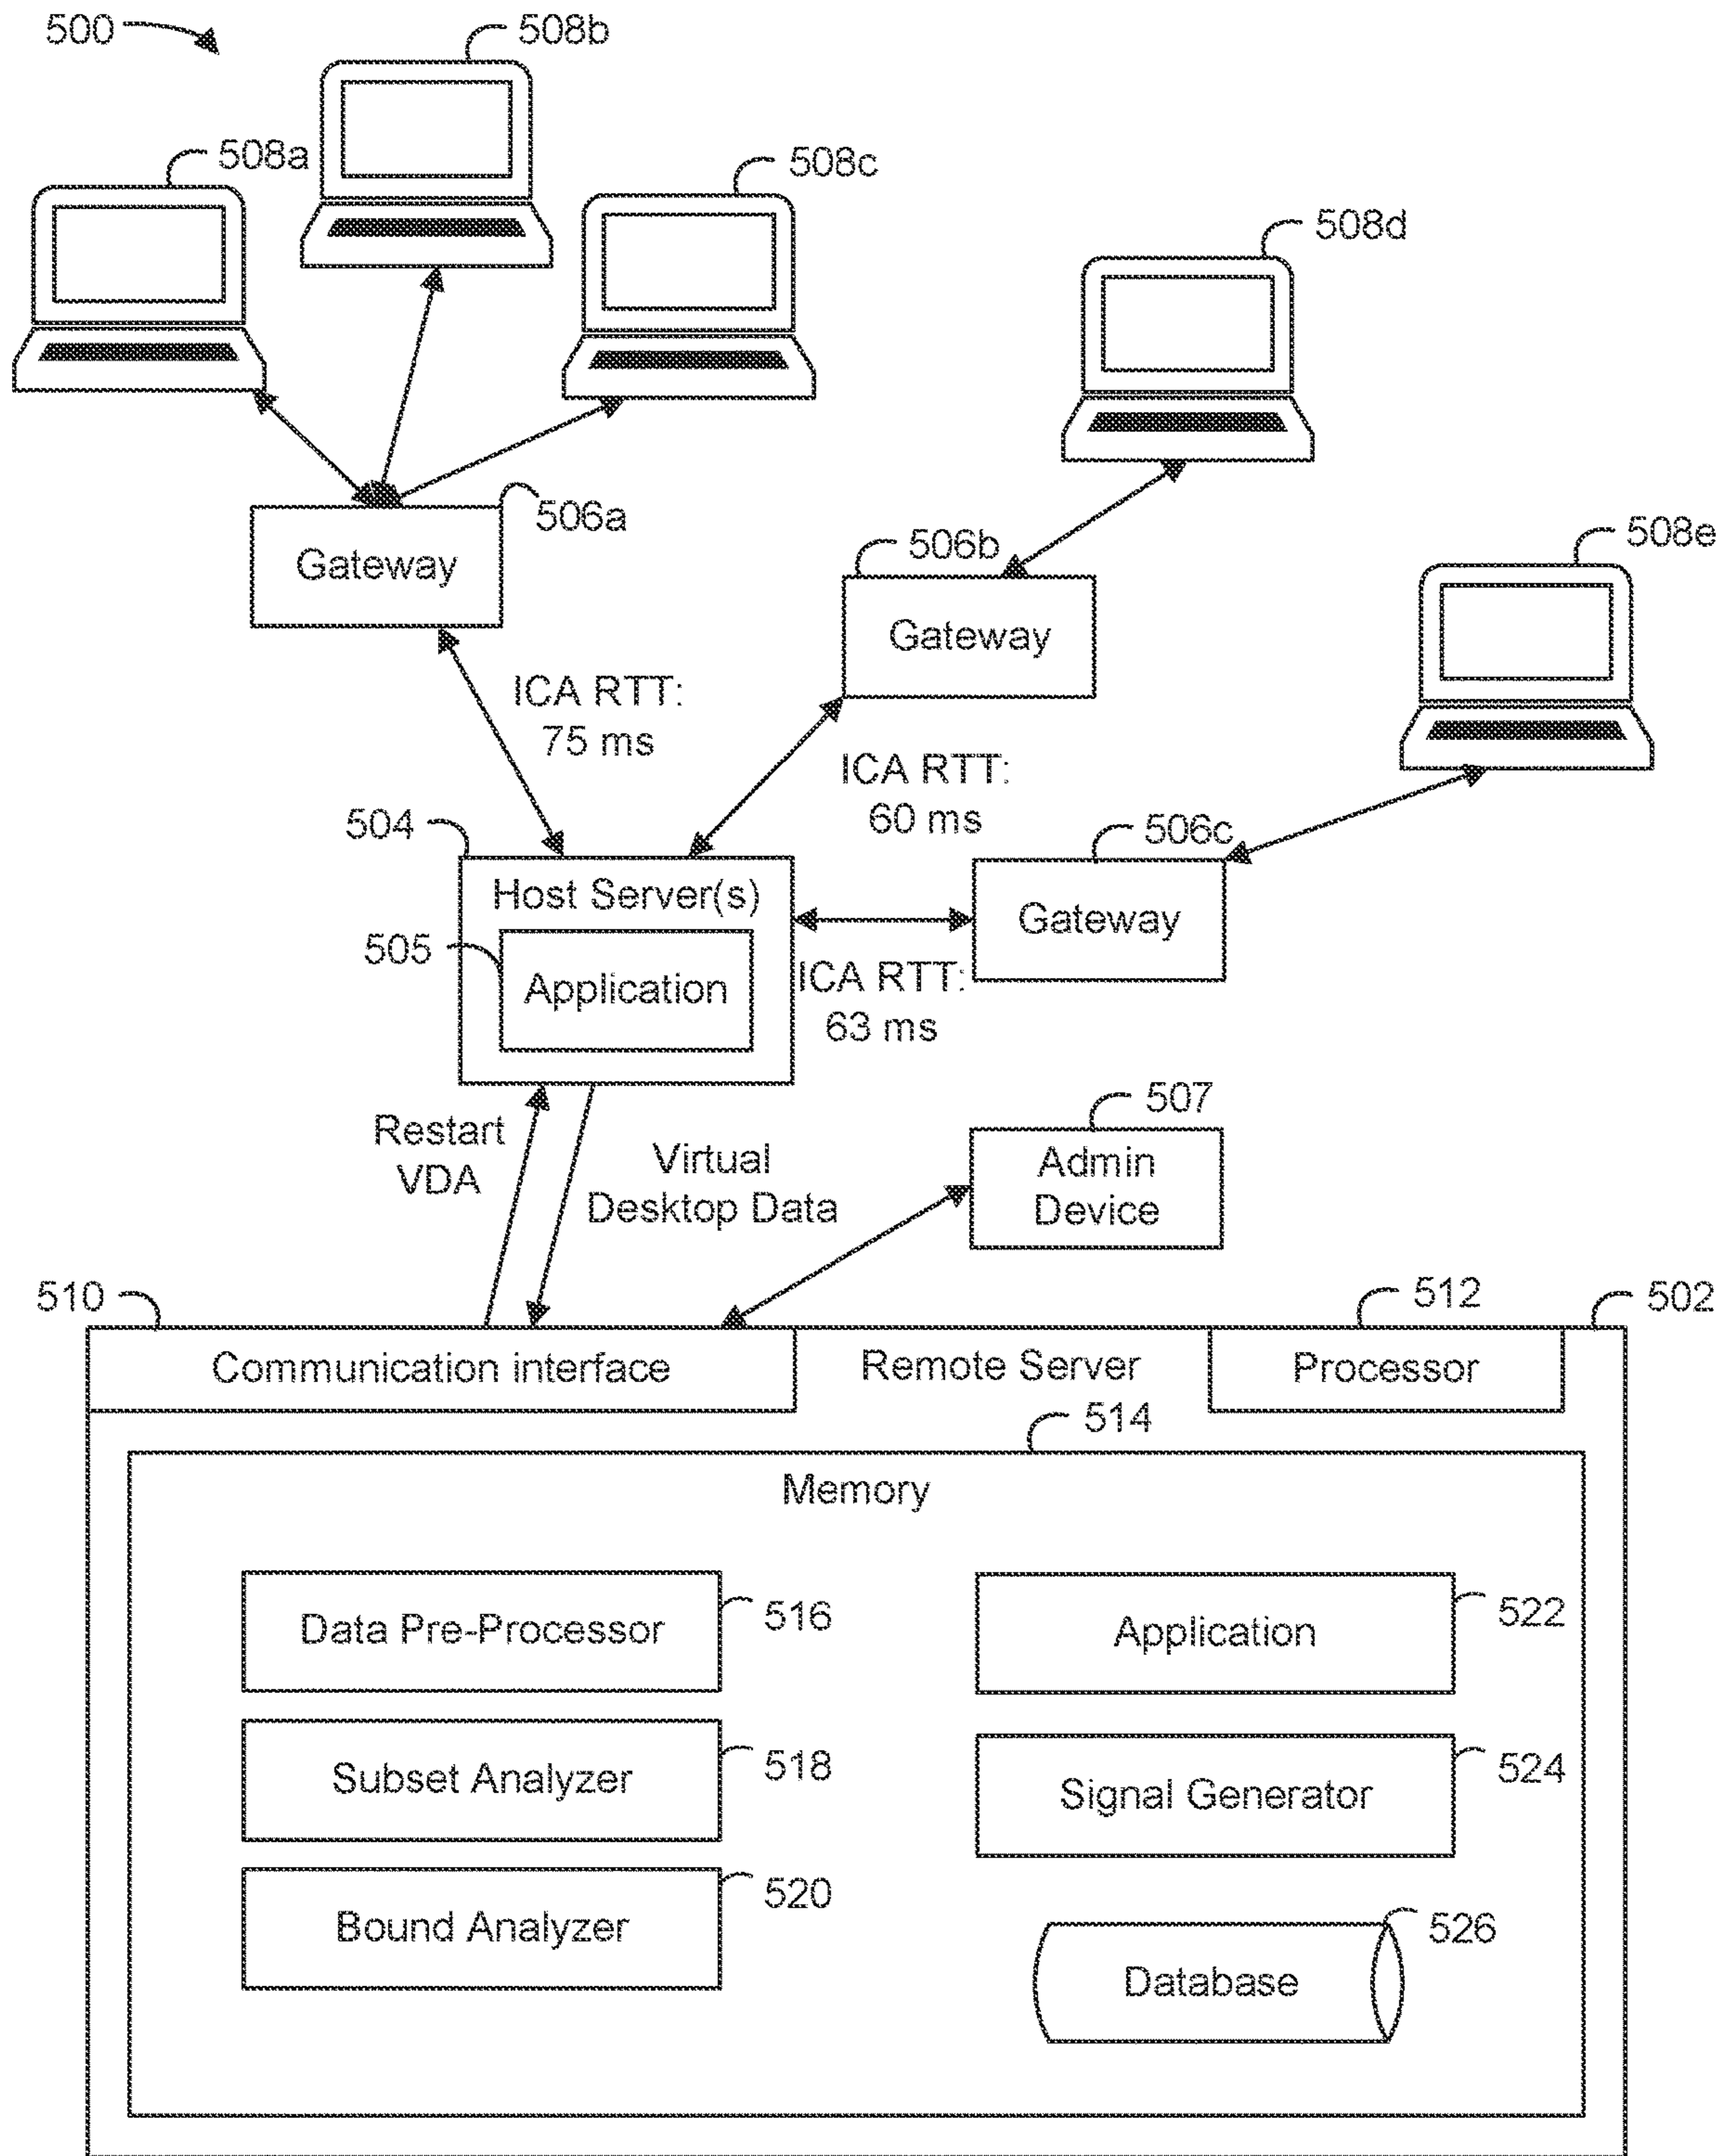 500
508b
508a
508c
508d
506a
Gateway
506b
Gateway
508e
ICA RTT:
75 ms
ICA RTT:
60 ms
504
506c
Host Server(s)
Gateway
505
Application
ICA RTT:
63 ms
Restart
VDA
Virtual
Desktop Data
507
Admin
Device
510
512
502
Communication interface
Remote Server
Processor
514
Memory
Data Pre-Processor
516
Application
522
Subset Analyzer
518
Signal Generator
524
Bound Analyzer
520
Database
526